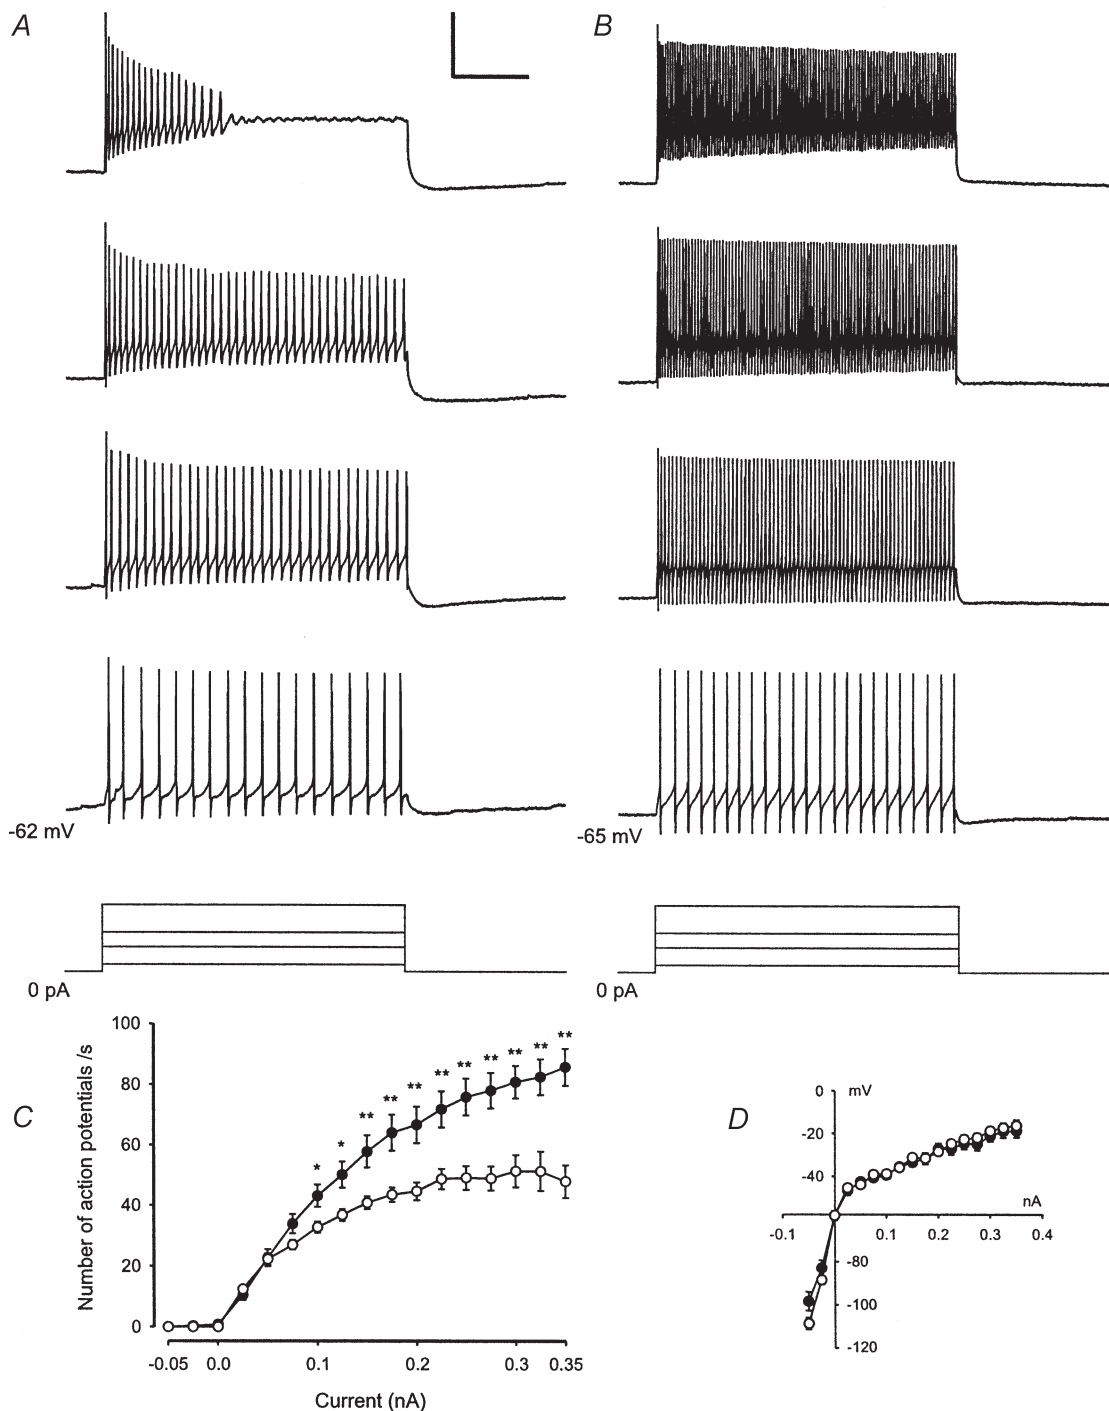 A
B
-62 mV
-65 mV
0 pA
0 pA
C
Number of action potentials /s
100
80
60
40
20
0
* * ** ** ** ** ** ** ** ** **
-0.05 0.0 0.1 0.2 0.3 0.35
Current (nA)
D
0 mV
-20
-40
nA
-0.1 0.1 0.2 0.3 0.4
-80
-100
-120